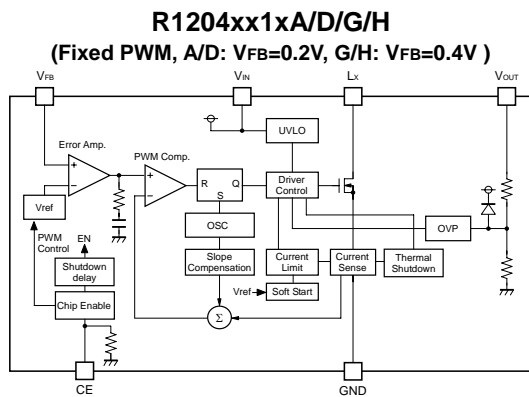 R1204xx1xA/D/G/H
(Fixed PWM, A/D: VFB=0.2V, G/H: VFB=0.4V )
VFB
VIN
LX
VOUT
UVLO
Error Amp.
PWM Comp.
+
−
+
−
R
Q
S
Driver
Control
Vref
OSC
OVP
PWM
Control
EN
Shutdown
delay
Slope
Compensation
Current
Limit
Current
Sense
Thermal
Shutdown
Vref
Soft Start
Chip Enable
Σ
CE
GND